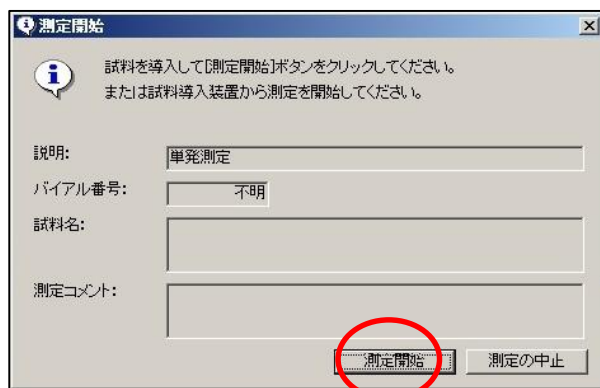 測定開始
試料を導入して[測定開始]ボタンをクリックしてください。
または試料導入装置から測定を開始してください。
説明: 単発測定
バイアル番号: 不明
試料名:
測定コメント:
測定開始 測定の中止